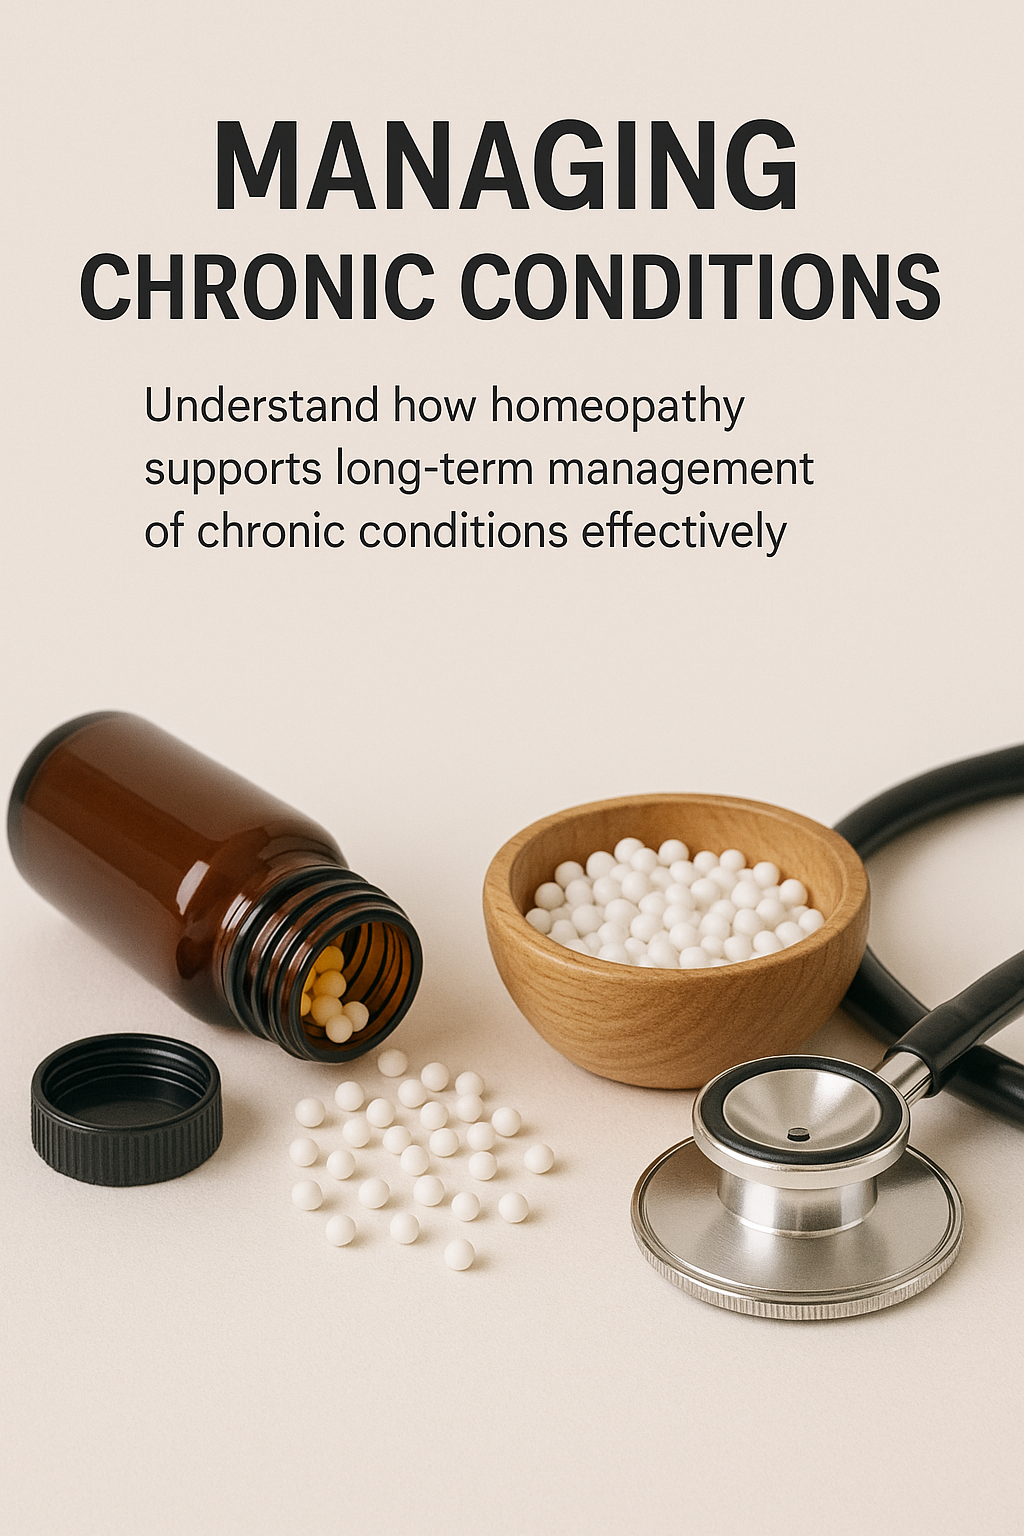 MANAGING
CHRONIC CONDITIONS
Understand how homeopathy
supports long-term management
of chronic conditions effectively